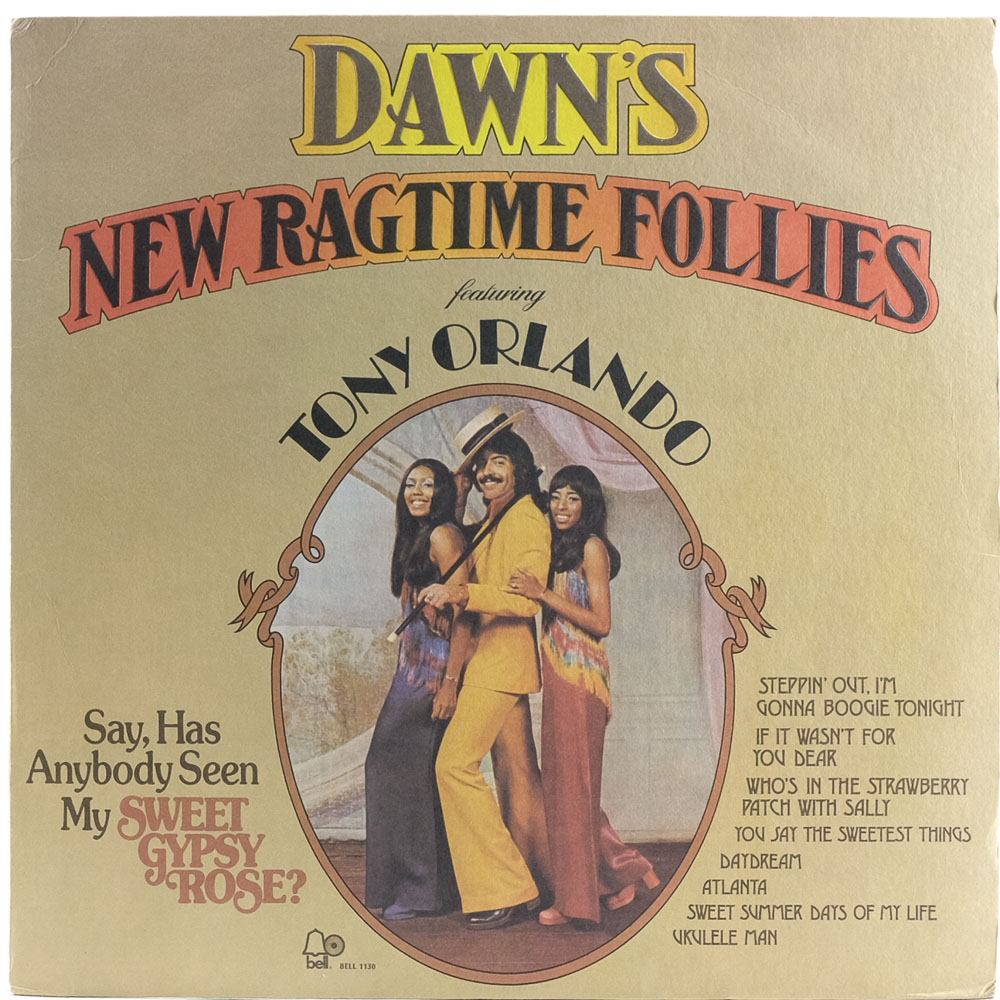 DAWN'S
NEW RAGTIME FOLLIES
featuring
TONY ORLANDO
Say, Has
Anybody Seen
My SWEET
GYPSY
ROSE?
STEPPIN' OUT, I'M
GONNA BOOGIE TONIGHT
IF IT WASN'T FOR
YOU DEAR
WHO'S IN THE STRAWBERRY
PATCH WITH SALLY
YOU SAY THE SWEETEST THINGS
DAYDREAM
ATLANTA
SWEET SUMMER DAYS OF MY LIFE
UKULELE MAN
bell. BELL 1130